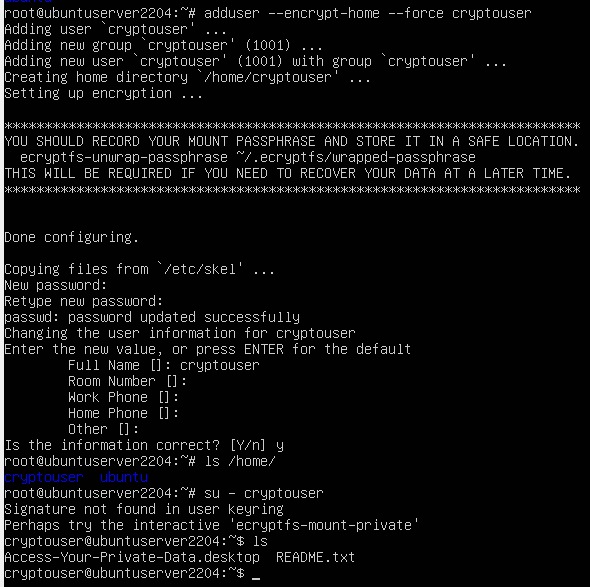 root@ubuntuserver2204:~# adduser --encrypt-home --force cryptouser
Adding user `cryptouser' ...
Adding new group `cryptouser' (1001) ...
Adding new user `cryptouser' (1001) with group `cryptouser' ...
Creating home directory `/home/cryptouser' ...
Setting up encryption ...
************************************************************************
YOU SHOULD RECORD YOUR MOUNT PASSPHRASE AND STORE IT IN A SAFE LOCATION.
  ecryptfs-unwrap-passphrase ~/.ecryptfs/wrapped-passphrase
THIS WILL BE REQUIRED IF YOU NEED TO RECOVER YOUR DATA AT A LATER TIME.
************************************************************************
Done configuring.
Copying files from `/etc/skel' ...
New password:
Retype new password:
passwd: password updated successfully
Changing the user information for cryptouser
Enter the new value, or press ENTER for the default
        Full Name []: cryptouser
        Room Number []:
        Work Phone []:
        Home Phone []:
        Other []:
Is the information correct? [Y/n] y
root@ubuntuserver2204:~# ls /home/
cryptouser  ubuntu
root@ubuntuserver2204:~# su - cryptouser
Signature not found in user keyring
Perhaps try the interactive 'ecryptfs-mount-private'
cryptouser@ubuntuserver2204:~$ ls
Access-Your-Private-Data.desktop  README.txt
cryptouser@ubuntuserver2204:~$ _